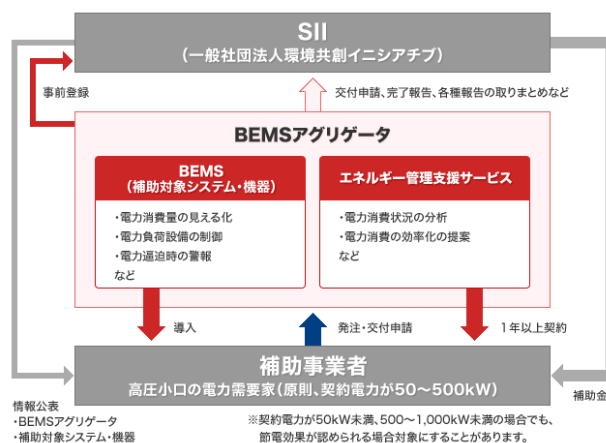 SII
（一般社団法人環境共創イニシアチブ）
事前登録
交付申請、完了報告、各種報告の取りまとめなど
BEMSアグリゲータ
BEMS
（補助対象システム・機器）
・電力消費量の見える化
・電力負荷設備の制御
・電力逼迫時の警報
など
エネルギー管理支援サービス
・電力消費状況の分析
・電力消費の効率化の提案
など
導入
発注・交付申請
1年以上契約
補助事業者
高圧小口の電力需要家（原則、契約電力が50〜500kW）
補助金
情報公表
・BEMSアグリゲータ
・補助対象システム・機器
※契約電力が50kW未満、500〜1,000kW未満の場合でも、
節電効果が認められる場合対象にすることがあります。